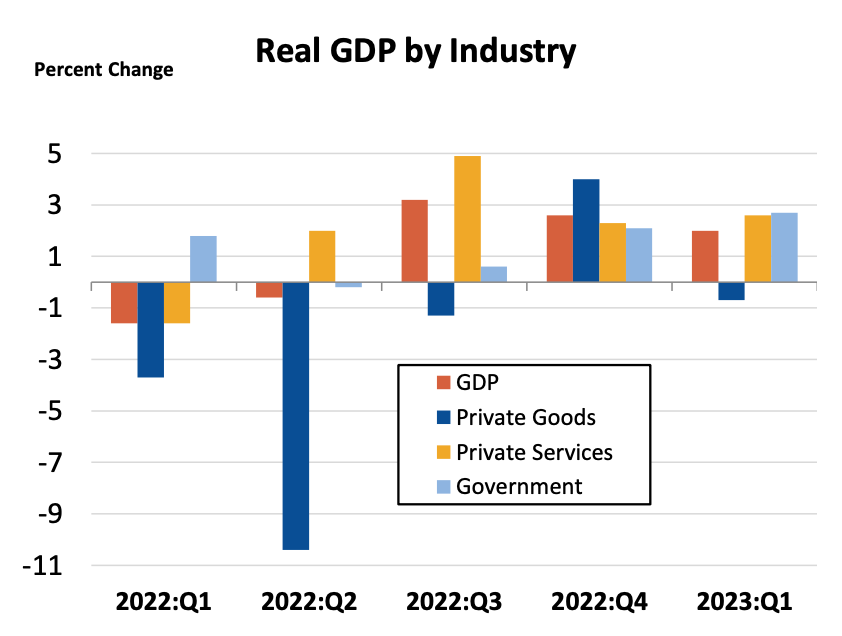 Real GDP by Industry
Percent Change
5
3
1
-1
-3
-5
-7
-9
-11
GDP
Private Goods
Private Services
Government
2022:Q1 2022:Q2 2022:Q3 2022:Q4 2023:Q1